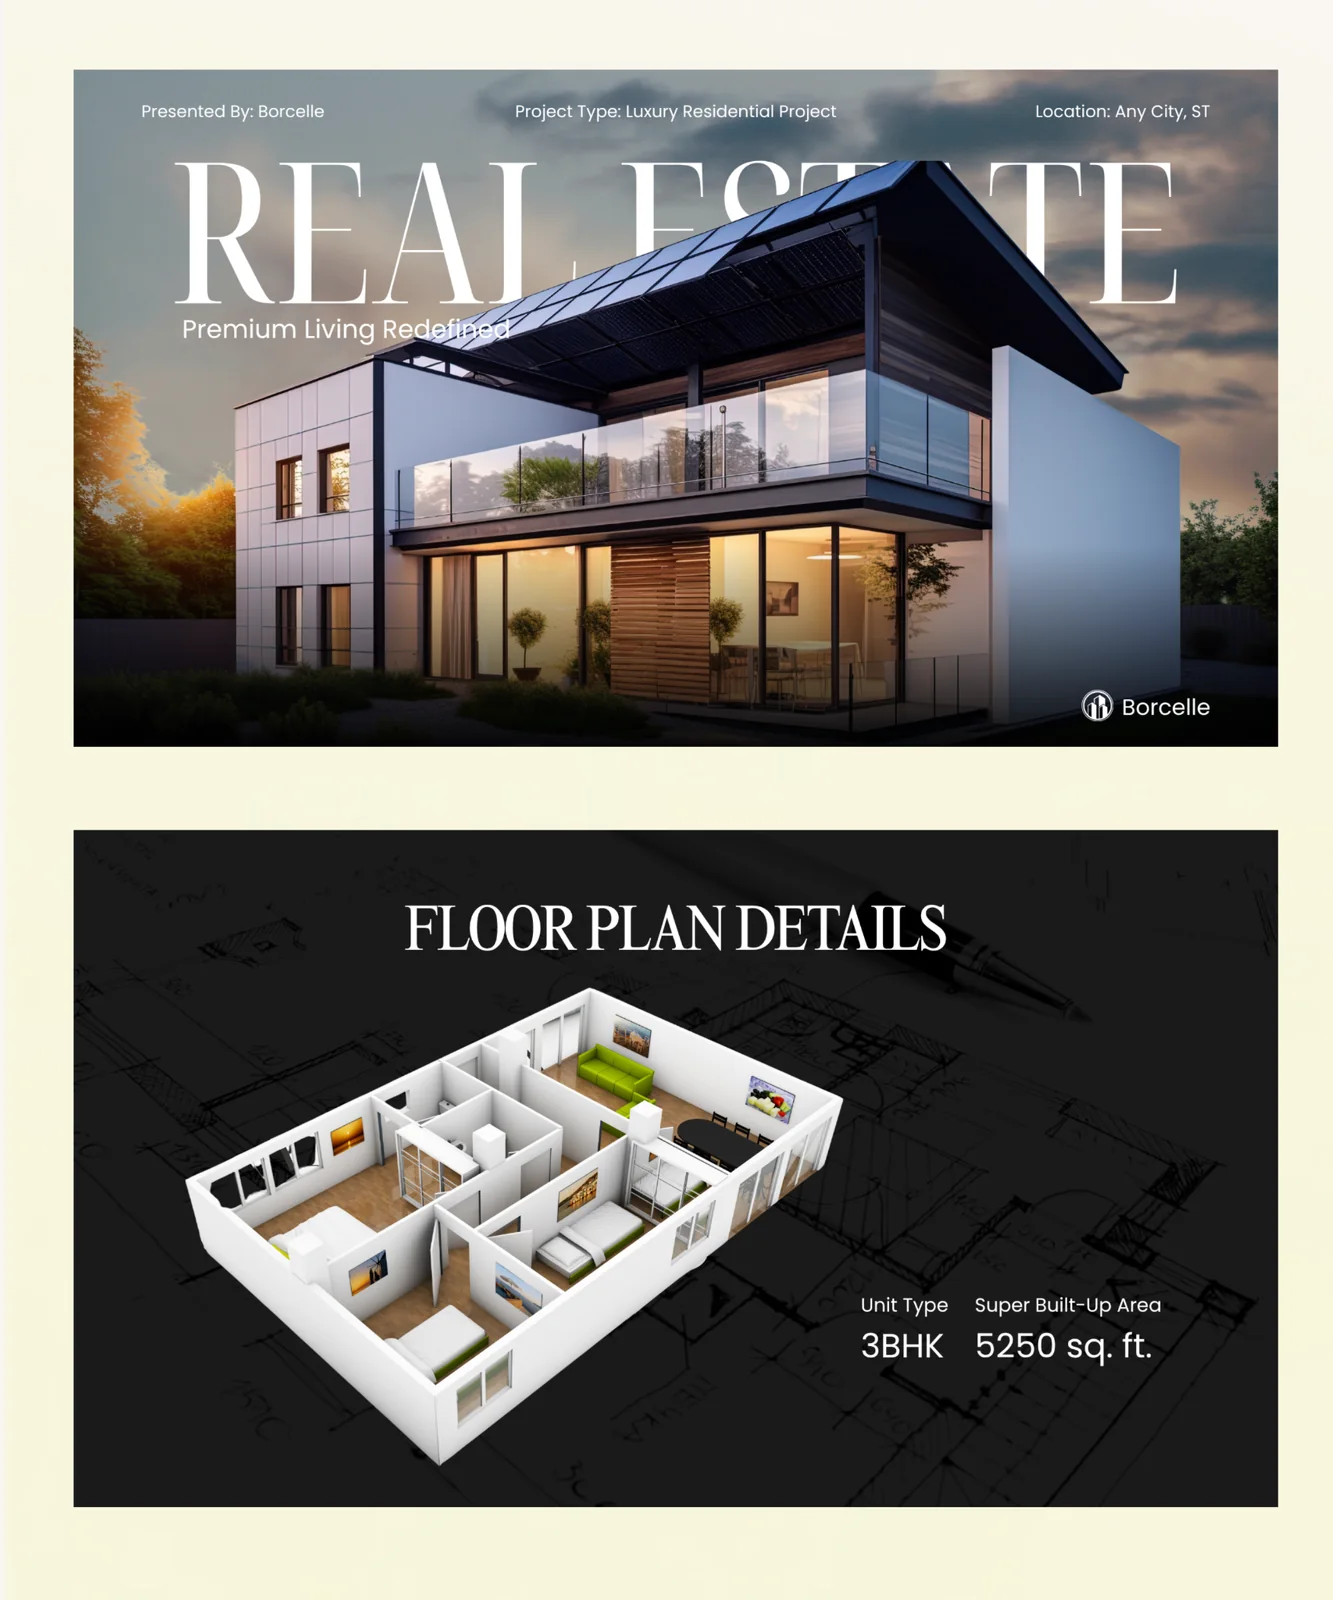 Presented By: Borcelle
Project Type: Luxury Residential Project
Location: Any City, ST
REAL ESTATE
Premium Living Redefined
Borcelle
FLOOR PLAN DETAILS
Unit Type
Super Built-Up Area
3BHK
5250 sq. ft.